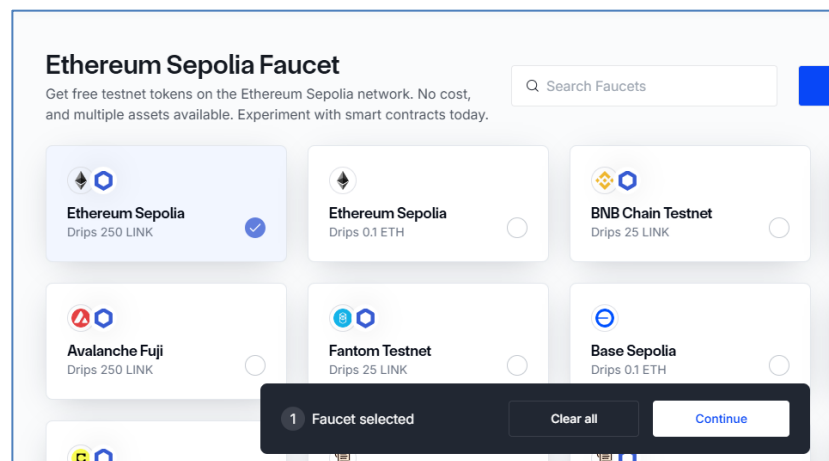 Ethereum Sepolia Faucet
Get free testnet tokens on the Ethereum Sepolia network. No cost,
and multiple assets available. Experiment with smart contracts today.
Search Faucets
Ethereum Sepolia
Drips 250 LINK
Ethereum Sepolia
Drips 0.1 ETH
BNB Chain Testnet
Drips 25 LINK
Avalanche Fuji
Drips 250 LINK
Fantom Testnet
Drips 25 LINK
Base Sepolia
Drips 0.1 ETH
1 Faucet selected
Clear all
Continue